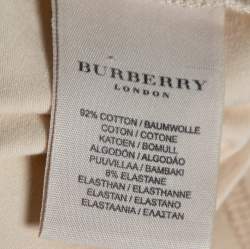 BURBERRY
LONDON
92% COTTON / BAUMWOLLE
COTON / COTONE
KATOEN / BOMULL
ALGODÓN / ALGODÃO
PUUVILLAA / BAMBAKI
8% ELASTANE
ELASTHAN / ELASTHANNE
ELASTAN / ELASTANO
ELASTAANIA / ΕΛΑΣΤΑΝ